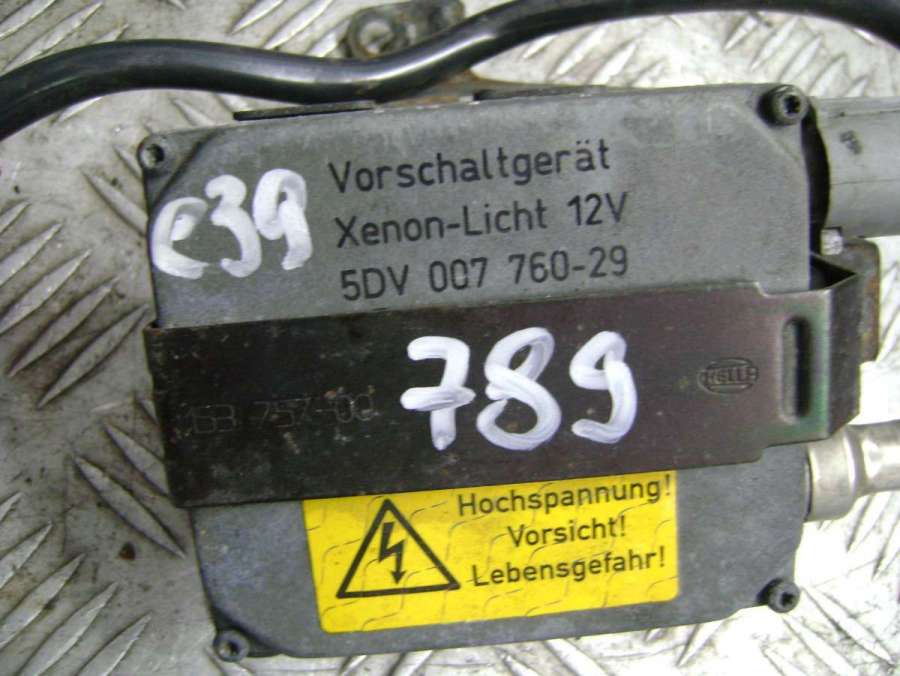 e39
Vorschaltgerät
Xenon-Licht 12V
5DV 007 760-29
789
HELLA
Hochspannung!
Vorsicht!
Lebensgefahr!